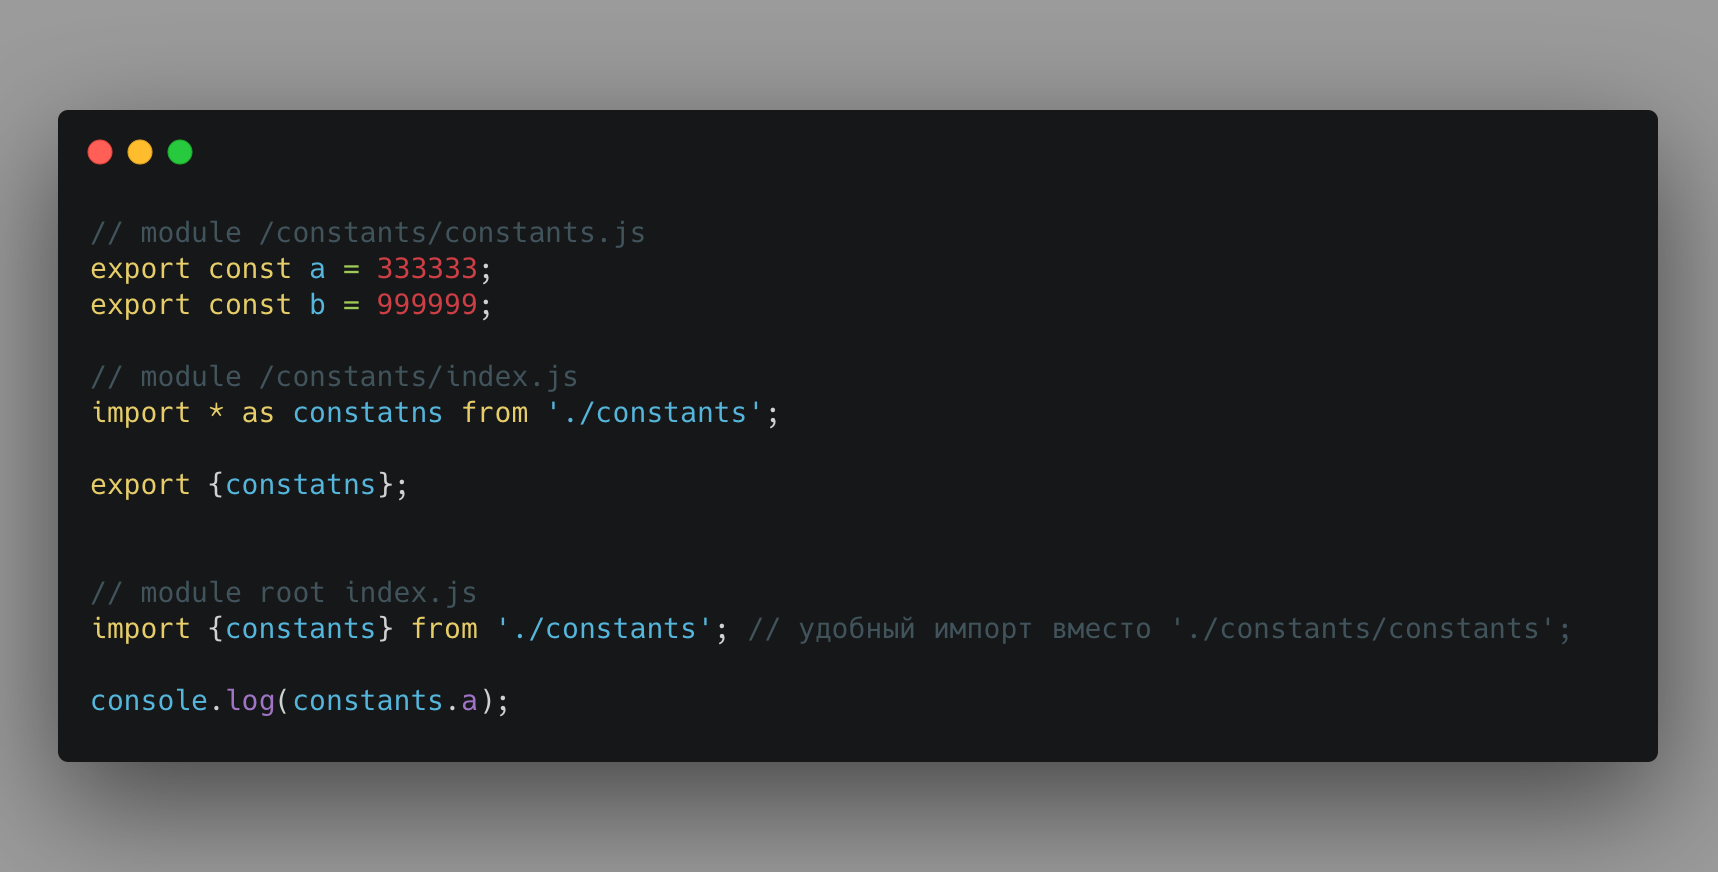 // module /constants/constants.js
export const a = 333333;
export const b = 999999;
// module /constants/index.js
import * as constatns from './constants';
export {constatns};
// module root index.js
import {constants} from './constants'; // удобный импорт вместо './constants/constants';
console.log(constants.a);